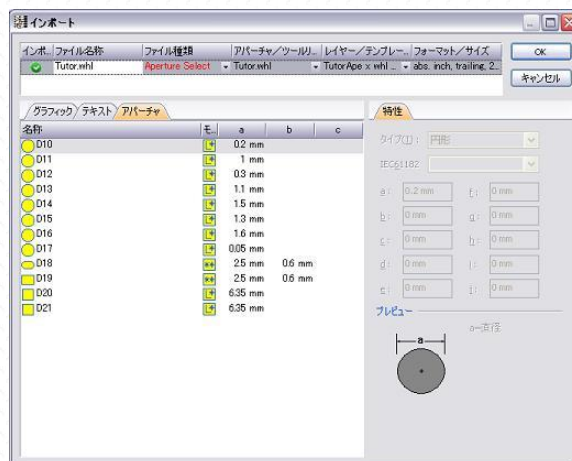 インポート
インポ... ファイル名称 ファイル種類 アパーチャ／ツールリ... レイヤー／テンプレー... フォーマット／サイズ
Tutor.whl Aperture Select Tutor.whl TutorApe x whl ... abs. inch, trailing, 2...
OK
キャンセル
グラフィック テキスト アパーチャ
名称 モ... a b c
D10 0.2 mm
D11 1 mm
D12 0.3 mm
D13 1.1 mm
D14 1.5 mm
D15 1.3 mm
D16 1.6 mm
D17 0.05 mm
D18 2.5 mm 0.6 mm
D19 2.5 mm 0.6 mm
D20 6.35 mm
D21 6.35 mm
特性
タイプ(T)： 円形
IEC61182
a： 0.2 mm f： 0 mm
b： 0 mm g： 0 mm
c： 0 mm h： 0 mm
d： 0 mm i： 0 mm
e： 0 mm j： 0 mm
プレビュー
a
a=直径